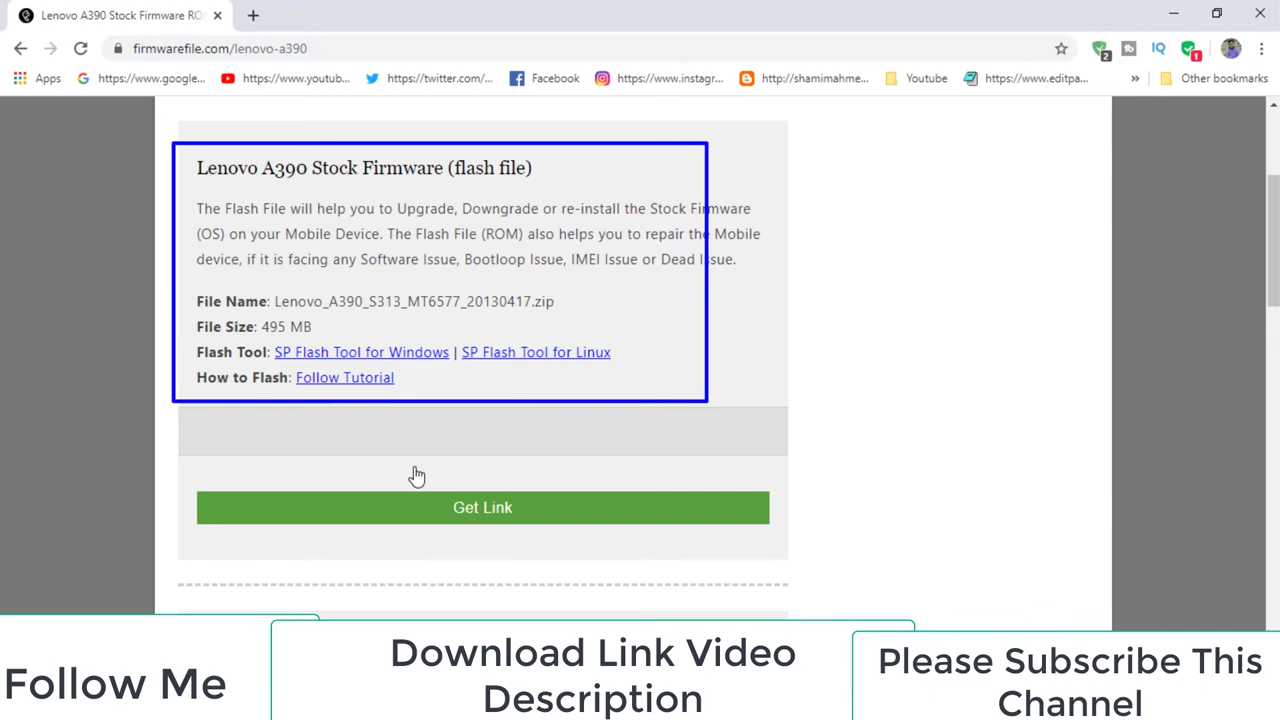 Lenovo A390 Stock Firmware RO
firmwarefile.com/lenovo-a390
2
1
Apps
https://www.google...
https://www.youtub...
https://twitter.com/...
Facebook
https://www.instagr...
http://shamimahme...
Youtube
https://www.editpa...
»
Other bookmarks
Lenovo A390 Stock Firmware (flash file)
The Flash File will help you to Upgrade, Downgrade or re-install the Stock Firmware
(OS) on your Mobile Device. The Flash File (ROM) also helps you to repair the Mobile
device, if it is facing any Software Issue, Bootloop Issue, IMEI Issue or Dead Issue.
File Name: Lenovo_A390_S313_MT6577_20130417.zip
File Size: 495 MB
Flash Tool: SP Flash Tool for Windows | SP Flash Tool for Linux
How to Flash: Follow Tutorial
Get Link
Follow Me
Download Link Video
Description
Please Subscribe This
Channel